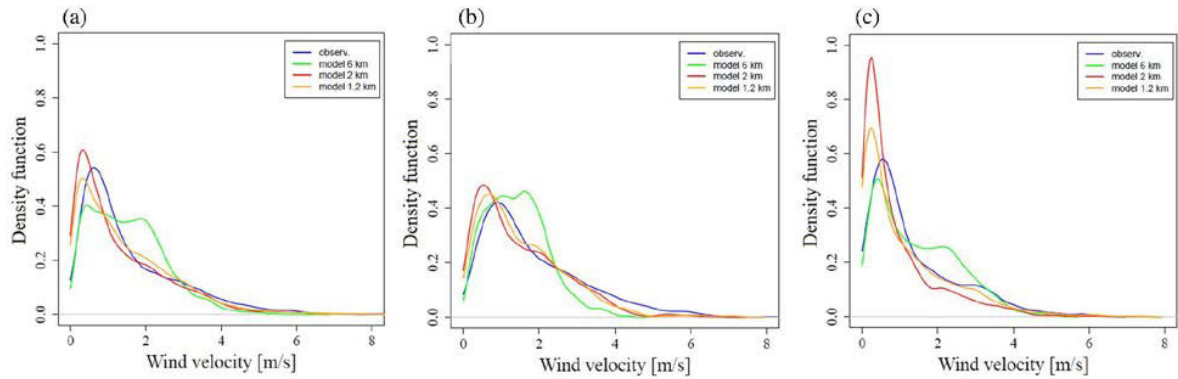 (a)
Density function
1.0
0.8
0.6
0.4
0.2
0.0
observ.
model 6 km
model 2 km
model 1.2 km
0 2 4 6 8
Wind velocity [m/s]
(b)
Density function
1.0
0.8
0.6
0.4
0.2
0.0
observ.
model 6 km
model 2 km
model 1.2 km
0 2 4 6 8
Wind velocity [m/s]
(c)
Density function
1.0
0.8
0.6
0.4
0.2
0.0
observ.
model 6 km
model 2 km
model 1.2 km
0 2 4 6 8
Wind velocity [m/s]